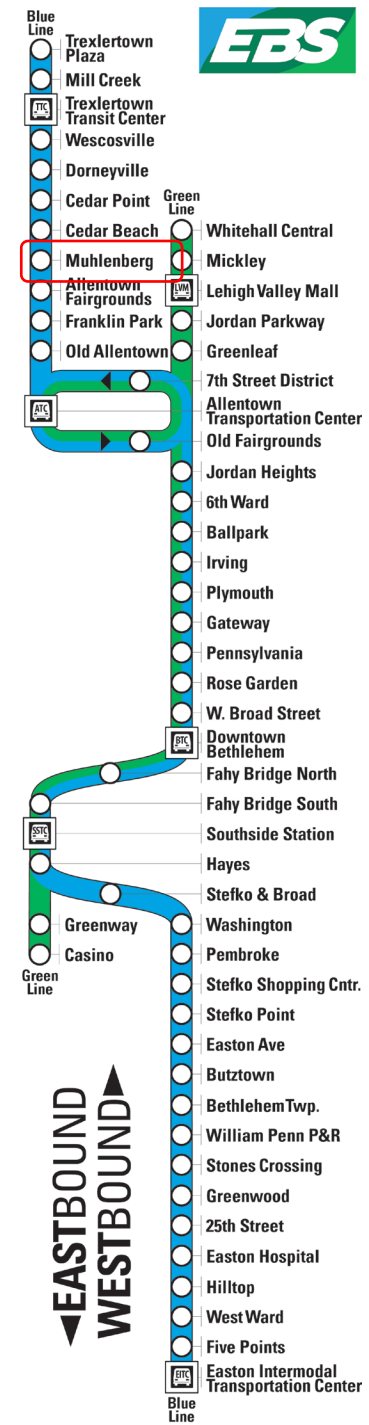 Blue
Line
EBS
Trexlertown
Plaza
Mill Creek
TTC
Trexlertown
Transit Center
Wescosville
Dorneyville
Cedar Point
Green
Line
Cedar Beach
Whitehall Central
Muhlenberg
Mickley
Allentown
Fairgrounds
LVM
Lehigh Valley Mall
Franklin Park
Jordan Parkway
Old Allentown
Greenleaf
7th Street District
ATC
Allentown
Transportation Center
Old Fairgrounds
Jordan Heights
6th Ward
Ballpark
Irving
Plymouth
Gateway
Pennsylvania
Rose Garden
W. Broad Street
BTC
Downtown
Bethlehem
Fahy Bridge North
Fahy Bridge South
SSTC
Southside Station
Hayes
Stefko & Broad
Greenway
Washington
Casino
Pembroke
Green
Line
Stefko Shopping Cntr.
Stefko Point
Easton Ave
Butztown
Bethlehem Twp.
William Penn P&R
Stones Crossing
Greenwood
25th Street
Easton Hospital
Hilltop
West Ward
Five Points
EITC
Easton Intermodal
Transportation Center
Blue
Line
EASTBOUND
WESTBOUND